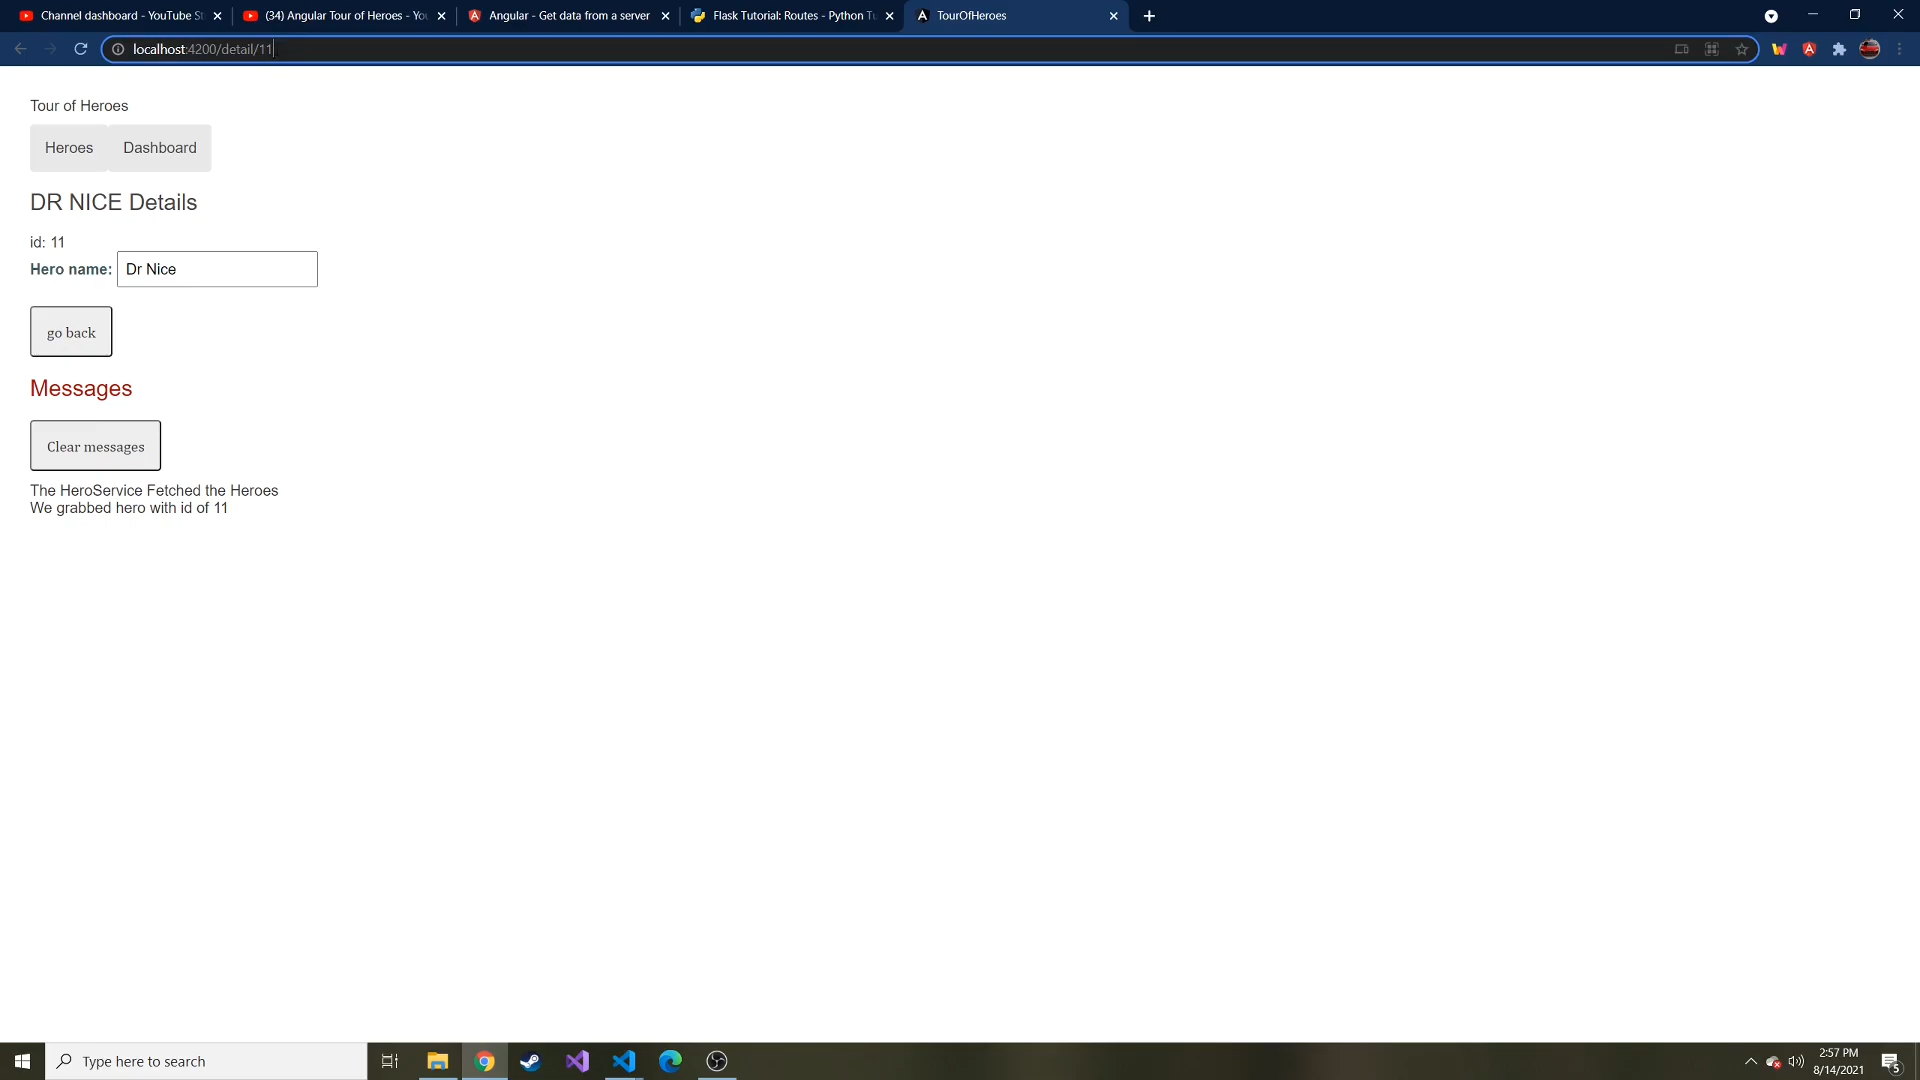 Channel dashboard - YouTube St
(34) Angular Tour of Heroes - You
Angular - Get data from a server
Flask Tutorial: Routes - Python Tu
TourOfHeroes
localhost:4200/detail/11
Tour of Heroes
Heroes
Dashboard
DR NICE Details
id: 11
Hero name:
Dr Nice
go back
Messages
Clear messages
The HeroService Fetched the Heroes
We grabbed hero with id of 11
Type here to search
2:57 PM
8/14/2021
5